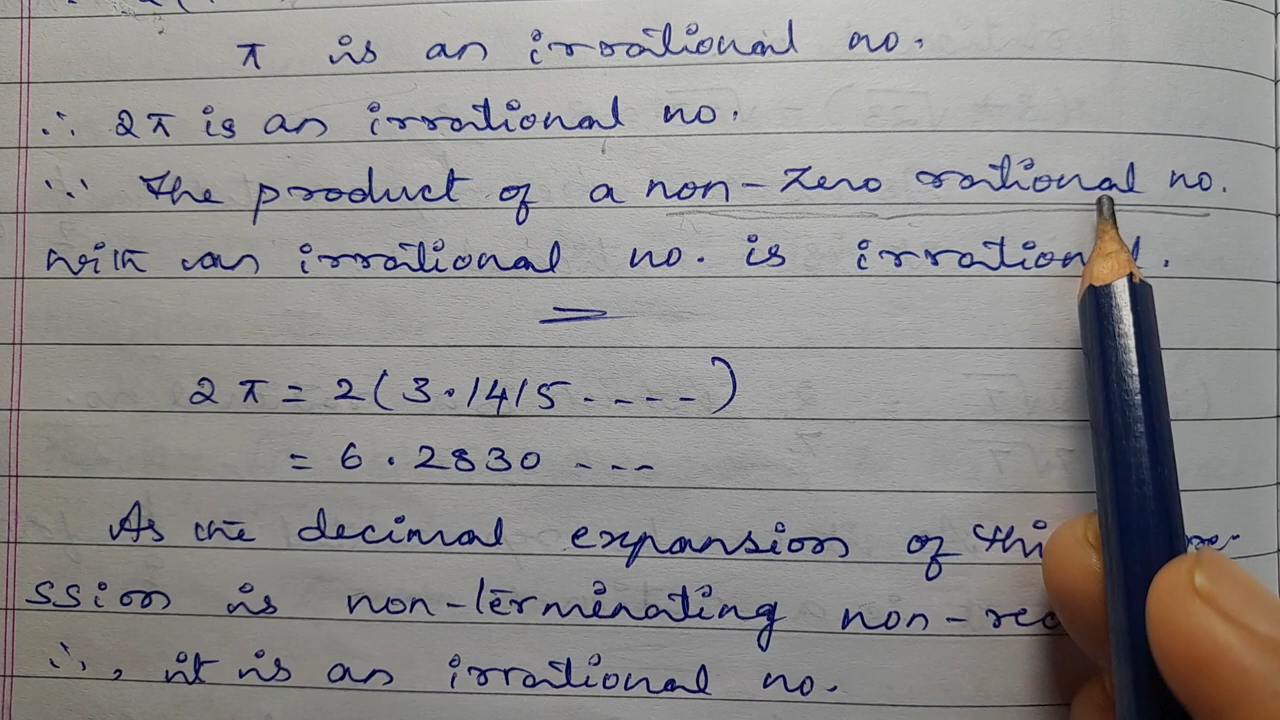 π is an irrational no.
∴ 2π is an irrational no.
∵ The product of a non-zero rational no.
with an irrational no. is irrational.
2π = 2(3.1415.....)
= 6.2830 ...
As the decimal expansion of
ssion is non-terminating non-
∴, it is an irrational no.